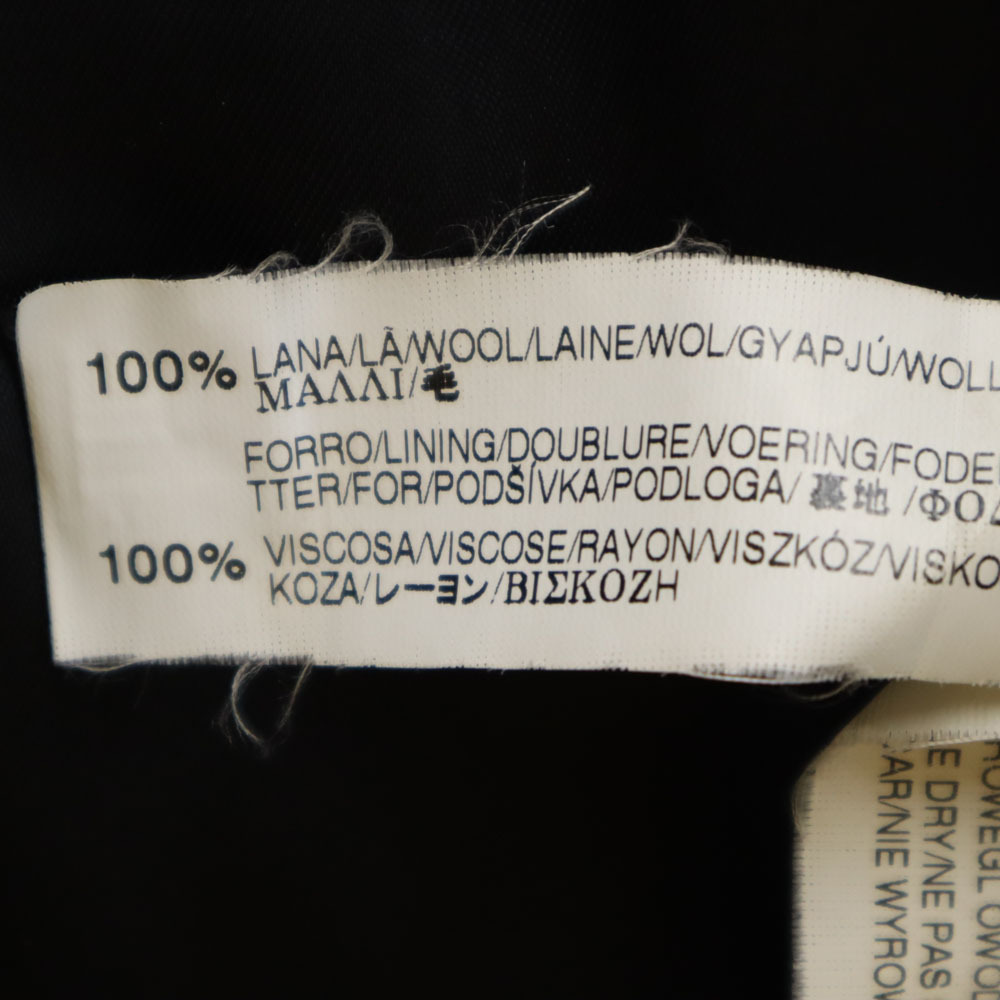 100% LANA/LÃ/WOOL/LAINE/WOL/GYAPJÚ/WOLL
ΜΑΛΛΙ/毛
FORRO/LINING/DOUBLURE/VOERING/FODE
TTER/FOR/PODŠÍVKA/PODLOGA/ 裏地 /ΦΟΔ
100% VISCOSA/VISCOSE/RAYON/VISZKÓZ/VISKO
KOZA/レーヨン/ΒΙΣΚΟΖΗ
ROWEGLOWOD
E DRY/NE PAS
AR/NIE WYROW